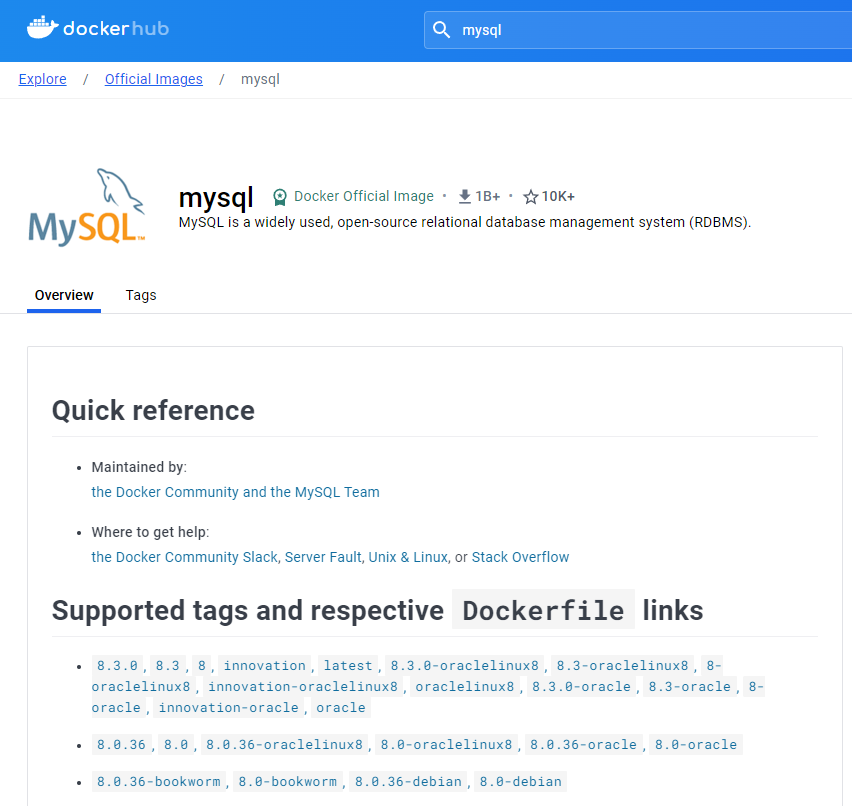 dockerhub
mysql
Explore / Official Images / mysql
MySQL™
mysql Docker Official Image • 1B+ • 10K+
MySQL is a widely used, open-source relational database management system (RDBMS).
Overview Tags
Quick reference
• Maintained by:
the Docker Community and the MySQL Team
• Where to get help:
the Docker Community Slack, Server Fault, Unix & Linux, or Stack Overflow
Supported tags and respective Dockerfile links
• 8.3.0, 8.3, 8, innovation, latest, 8.3.0-oraclelinux8, 8.3-oraclelinux8, 8-
oraclelinux8, innovation-oraclelinux8, oraclelinux8, 8.3.0-oracle, 8.3-oracle, 8-
oracle, innovation-oracle, oracle
• 8.0.36, 8.0, 8.0.36-oraclelinux8, 8.0-oraclelinux8, 8.0.36-oracle, 8.0-oracle
• 8.0.36-bookworm, 8.0-bookworm, 8.0.36-debian, 8.0-debian